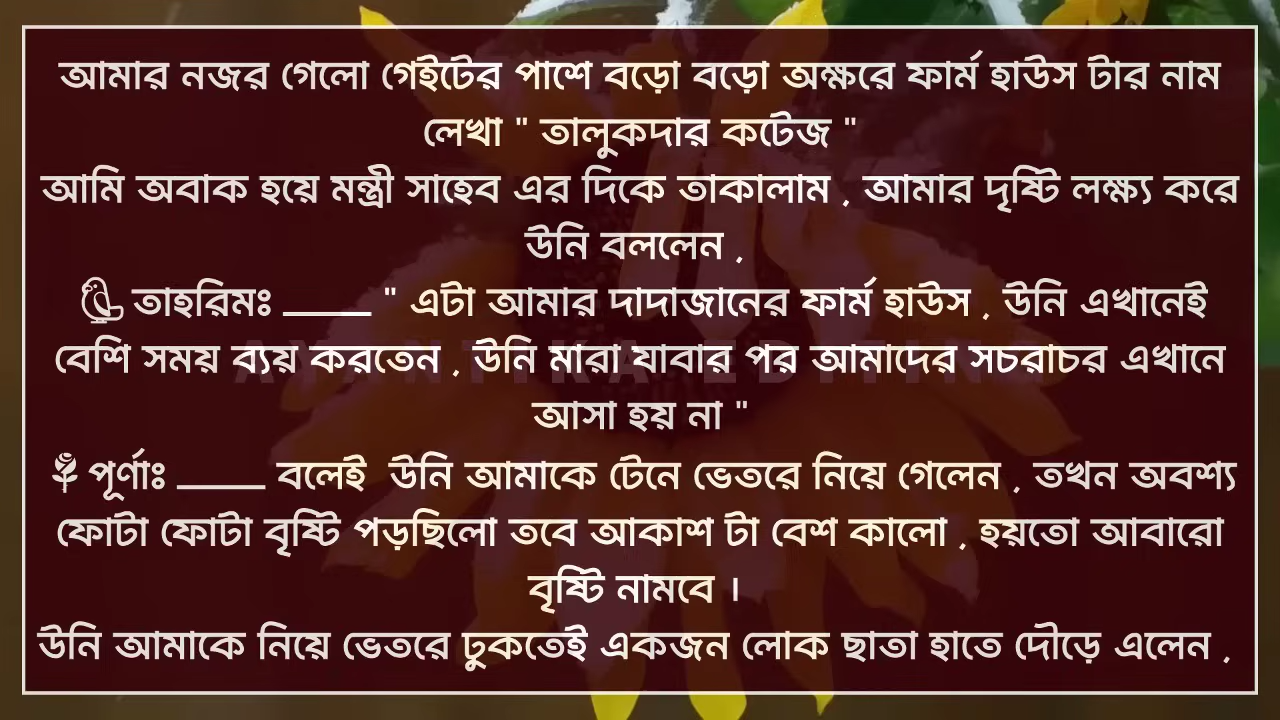 আমার নজর গেলো গেইটের পাশে বড়ো বড়ো অক্ষরে ফার্ম হাউস টার নাম
লেখা " তালুকদার কটেজ "
আমি অবাক হয়ে মন্ত্রী সাহেব এর দিকে তাকালাম , আমার দৃষ্টি লক্ষ্য করে
উনি বললেন ,
তাহরিমঃ ____ " এটা আমার দাদাজানের ফার্ম হাউস , উনি এখানেই
বেশি সময় ব্যয় করতেন , উনি মারা যাবার পর আমাদের সচরাচর এখানে
আসা হয় না "
পূর্ণাঃ ____ বলেই উনি আমাকে টেনে ভেতরে নিয়ে গেলেন , তখন অবশ্য
ফোটা ফোটা বৃষ্টি পড়ছিলো তবে আকাশ টা বেশ কালো , হয়তো আবারো
বৃষ্টি নামবে ।
উনি আমাকে নিয়ে ভেতরে ঢুকতেই একজন লোক ছাতা হাতে দৌড়ে এলেন ,